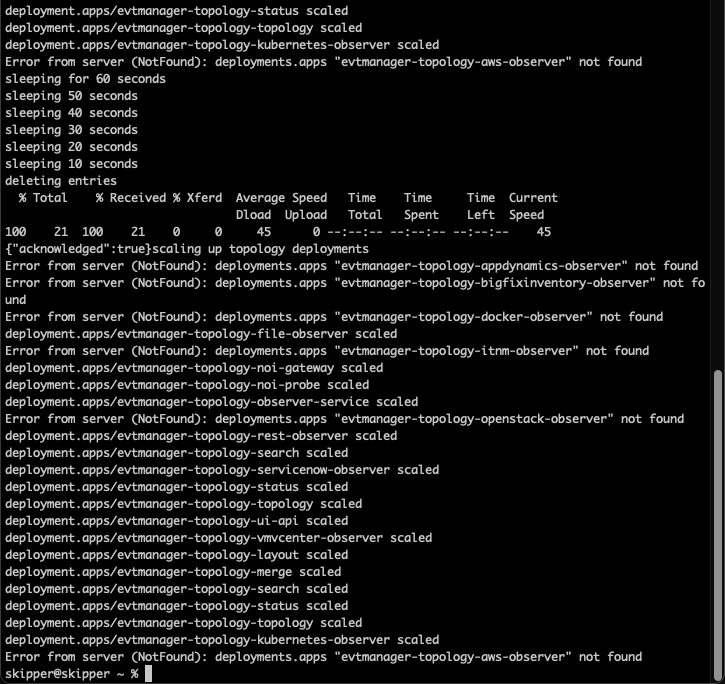 deployment.apps/evtmanager-topology-status scaled
deployment.apps/evtmanager-topology-topology scaled
deployment.apps/evtmanager-topology-kubernetes-observer scaled
Error from server (NotFound): deployments.apps "evtmanager-topology-aws-observer" not found
sleeping for 60 seconds
sleeping 50 seconds
sleeping 40 seconds
sleeping 30 seconds
sleeping 20 seconds
sleeping 10 seconds
deleting entries
  % Total    % Received % Xferd  Average Speed   Time    Time     Time  Current
                                 Dload  Upload   Total   Spent    Left  Speed
100    21  100    21    0     0     45      0 --:--:-- --:--:-- --:--:--    45
{"acknowledged":true}scaling up topology deployments
Error from server (NotFound): deployments.apps "evtmanager-topology-appdynamics-observer" not found
Error from server (NotFound): deployments.apps "evtmanager-topology-bigfixinventory-observer" not fo
und
Error from server (NotFound): deployments.apps "evtmanager-topology-docker-observer" not found
deployment.apps/evtmanager-topology-file-observer scaled
Error from server (NotFound): deployments.apps "evtmanager-topology-itnm-observer" not found
deployment.apps/evtmanager-topology-noi-gateway scaled
deployment.apps/evtmanager-topology-noi-probe scaled
deployment.apps/evtmanager-topology-observer-service scaled
Error from server (NotFound): deployments.apps "evtmanager-topology-openstack-observer" not found
deployment.apps/evtmanager-topology-rest-observer scaled
deployment.apps/evtmanager-topology-search scaled
deployment.apps/evtmanager-topology-servicenow-observer scaled
deployment.apps/evtmanager-topology-status scaled
deployment.apps/evtmanager-topology-topology scaled
deployment.apps/evtmanager-topology-ui-api scaled
deployment.apps/evtmanager-topology-vmvcenter-observer scaled
deployment.apps/evtmanager-topology-layout scaled
deployment.apps/evtmanager-topology-merge scaled
deployment.apps/evtmanager-topology-search scaled
deployment.apps/evtmanager-topology-status scaled
deployment.apps/evtmanager-topology-topology scaled
deployment.apps/evtmanager-topology-kubernetes-observer scaled
Error from server (NotFound): deployments.apps "evtmanager-topology-aws-observer" not found
skipper@skipper ~ %